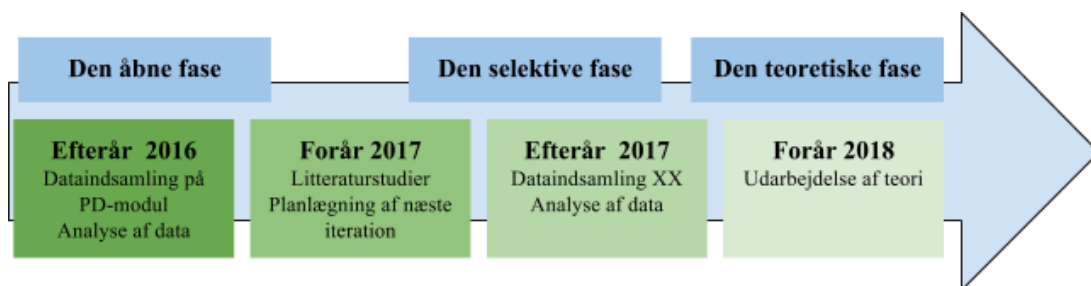 Den åbne fase
Den selektive fase
Den teoretiske fase
Efterår 2016
Dataindsamling på
PD-modul
Analyse af data
Forår 2017
Litteraturstudier
Planlægning af næste
iteration
Efterår 2017
Dataindsamling XX
Analyse af data
Forår 2018
Udarbejdelse af teori